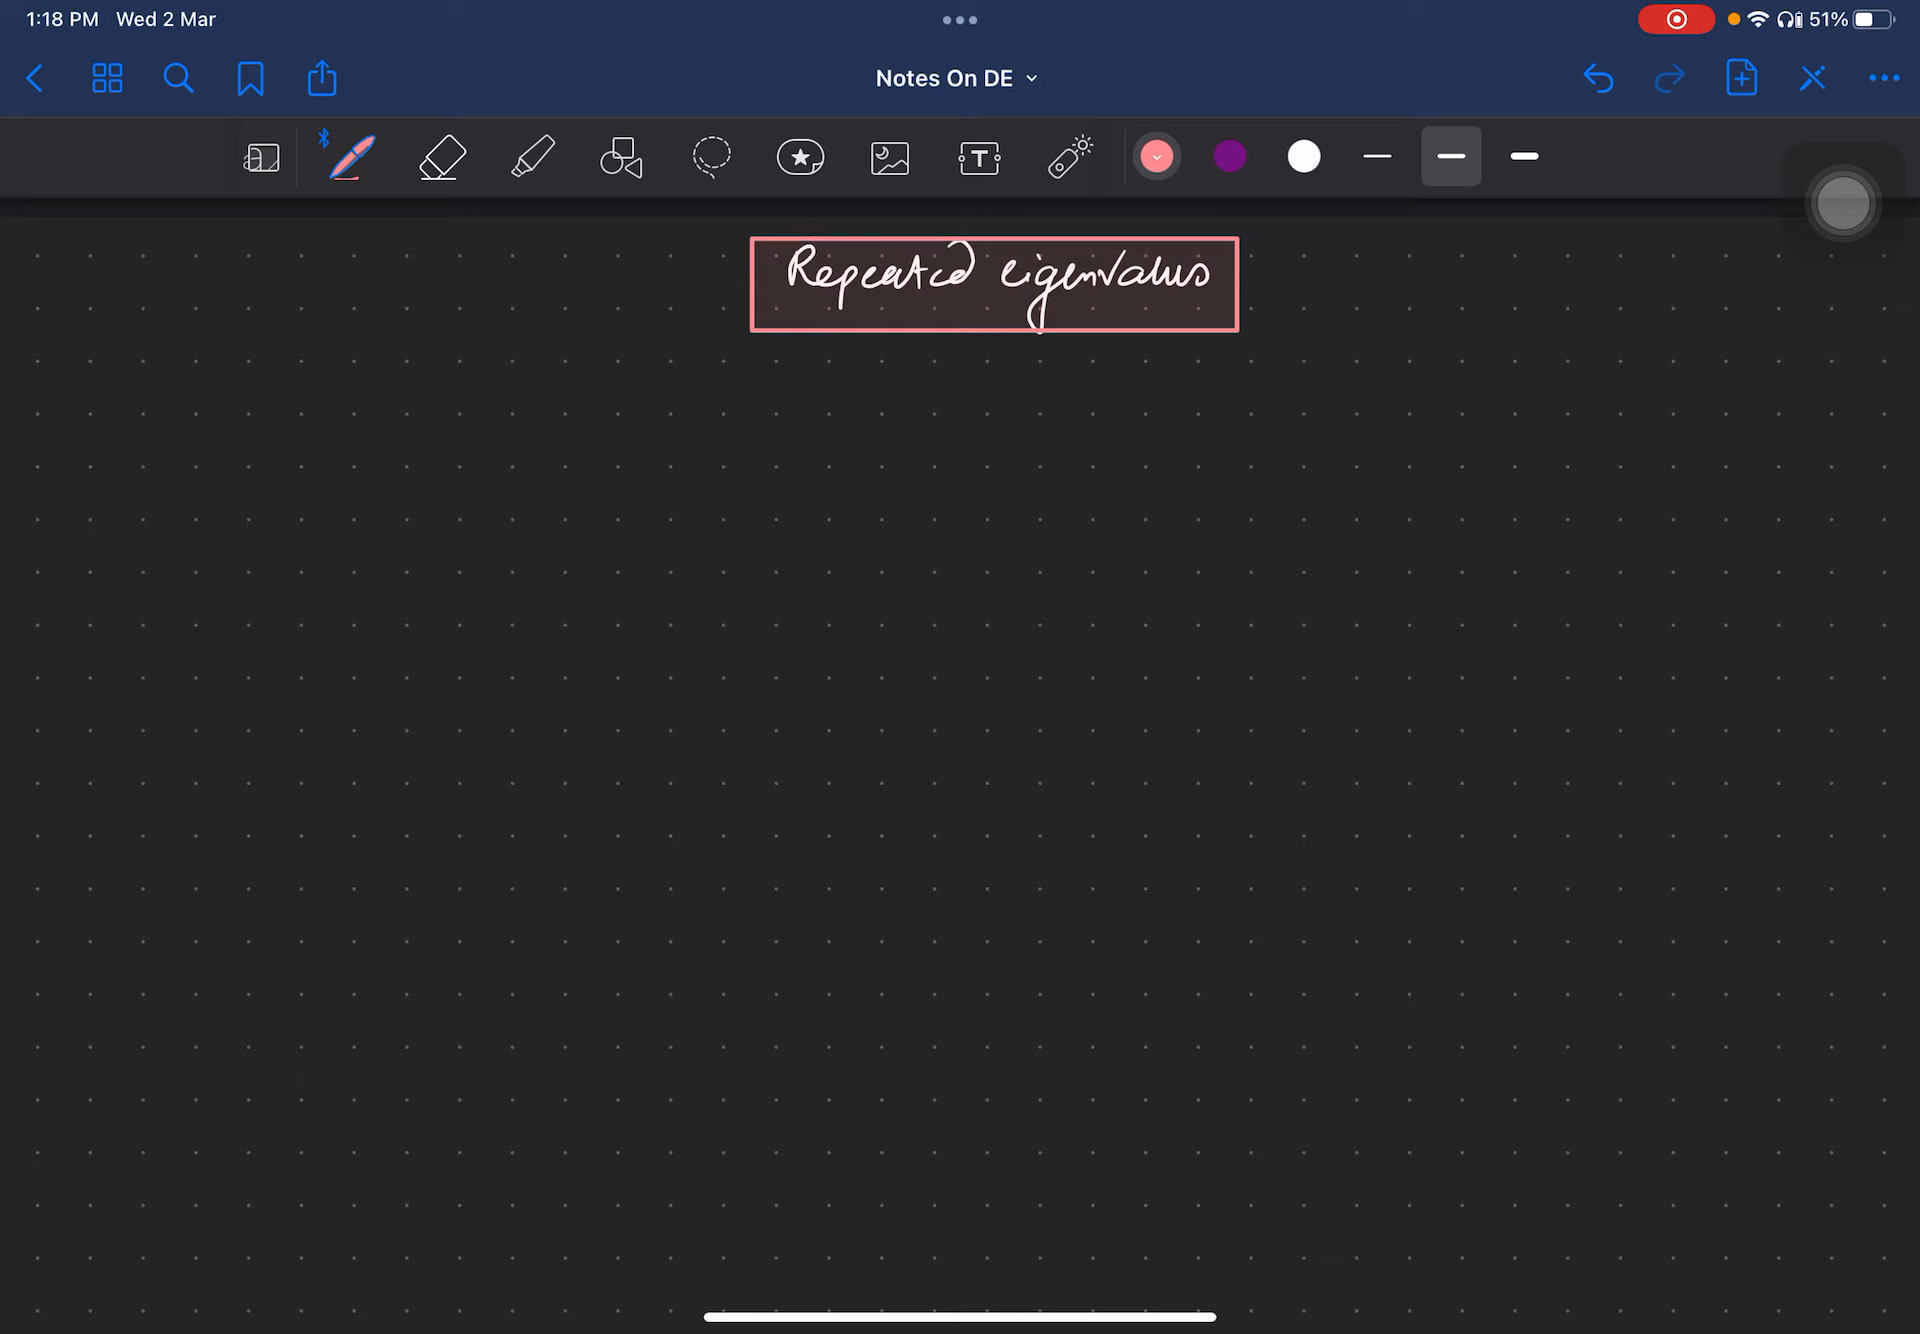 1:18 PM Wed 2 Mar
51%
Notes On DE
T
Repeated eigenvalues